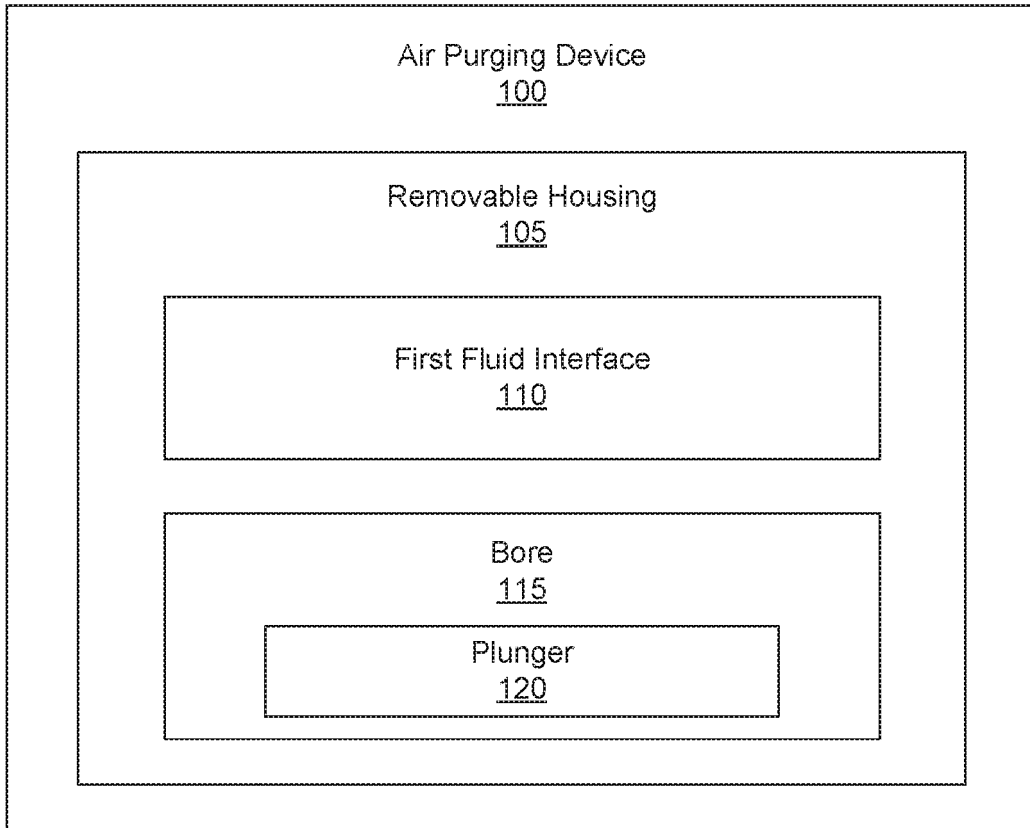 Air Purging Device
100
Removable Housing
105
First Fluid Interface
110
Bore
115
Plunger
120